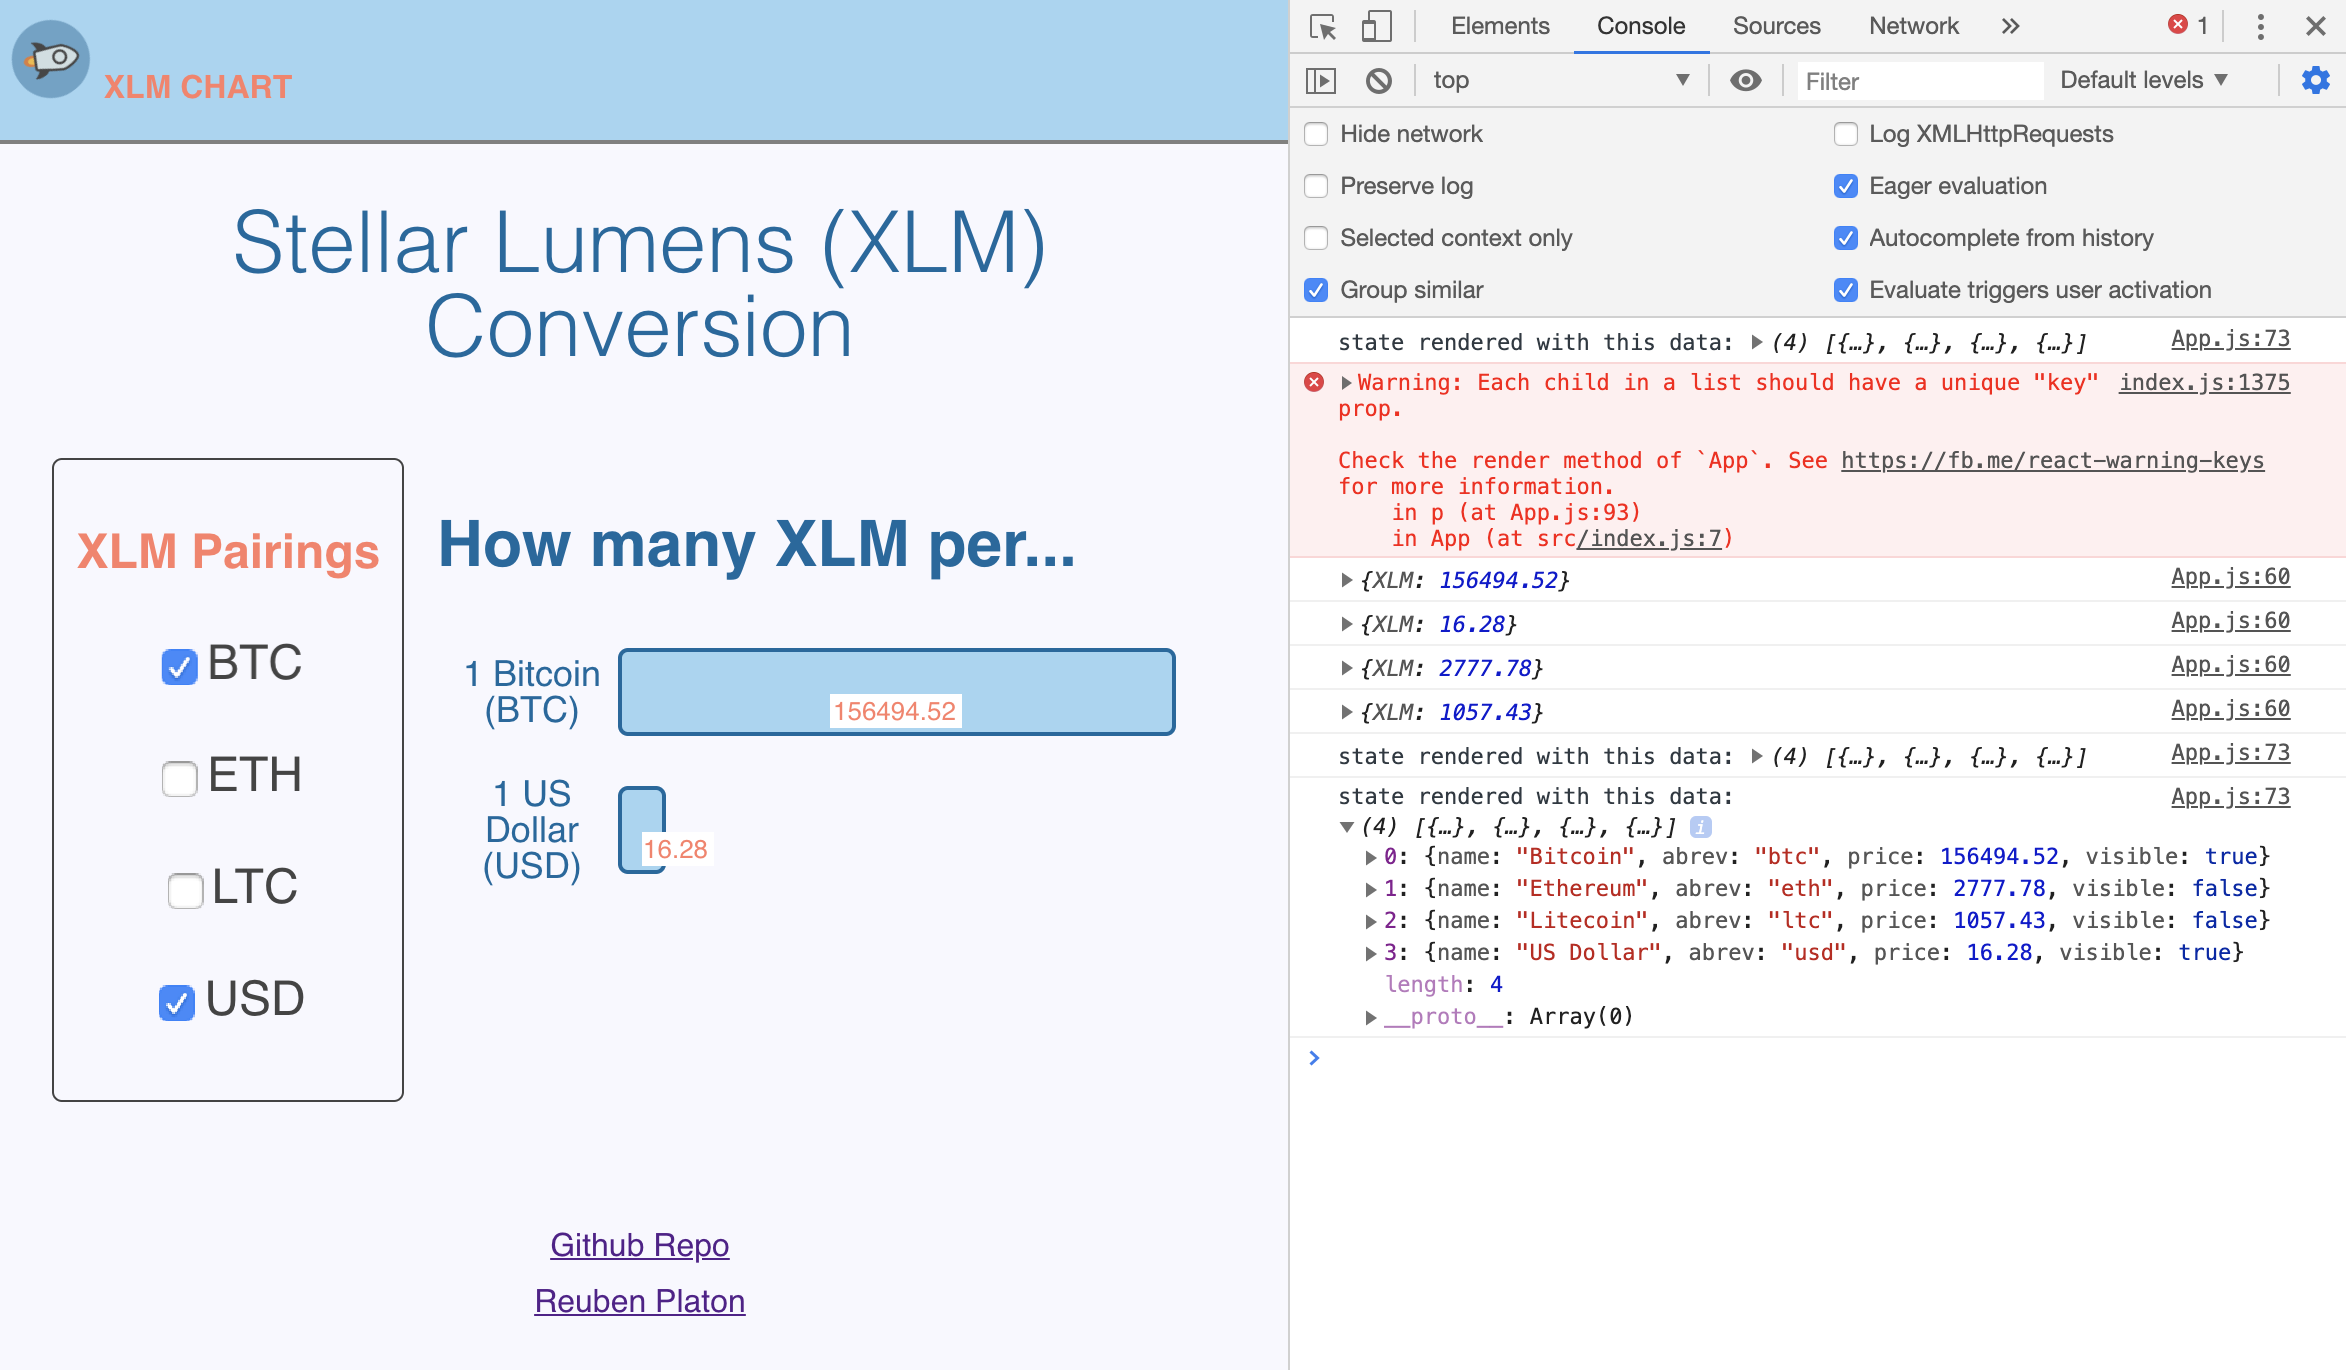 XLM CHART
Stellar Lumens (XLM)
Conversion
XLM Pairings
BTC
ETH
LTC
USD
How many XLM per...
1 Bitcoin
(BTC)
156494.52
1 US
Dollar
(USD)
16.28
Github Repo
Reuben Platon
Elements Console Sources Network » 1
top Filter Default levels
Hide network Log XMLHttpRequests
Preserve log Eager evaluation
Selected context only Autocomplete from history
Group similar Evaluate triggers user activation
state rendered with this data: (4) [{…}, {…}, {…}, {…}] App.js:73
Warning: Each child in a list should have a unique "key" index.js:1375
prop.
Check the render method of `App`. See https://fb.me/react-warning-keys
for more information.
in p (at App.js:93)
in App (at src/index.js:7)
{XLM: 156494.52} App.js:60
{XLM: 16.28} App.js:60
{XLM: 2777.78} App.js:60
{XLM: 1057.43} App.js:60
state rendered with this data: (4) [{…}, {…}, {…}, {…}] App.js:73
state rendered with this data: App.js:73
(4) [{…}, {…}, {…}, {…}] i
0: {name: "Bitcoin", abrev: "btc", price: 156494.52, visible: true}
1: {name: "Ethereum", abrev: "eth", price: 2777.78, visible: false}
2: {name: "Litecoin", abrev: "ltc", price: 1057.43, visible: false}
3: {name: "US Dollar", abrev: "usd", price: 16.28, visible: true}
length: 4
__proto__: Array(0)